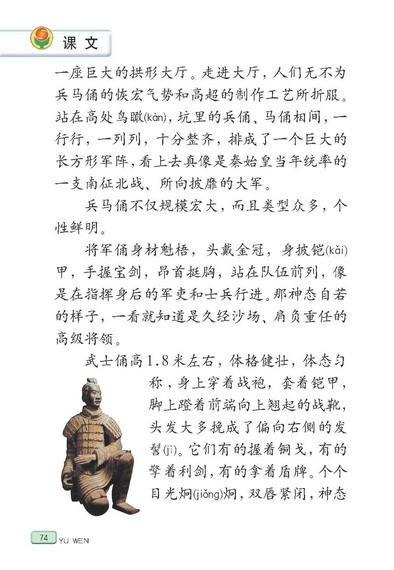 课文
一座巨大的拱形大厅。走进大厅，人们无不为
兵马俑的恢宏气势和高超的制作工艺所折服。
站在高处鸟瞰(kàn)，坑里的兵俑、马俑相间，一
行行，一列列，十分整齐，排成了一个巨大的
长方形军阵，看上去真像是秦始皇当年统率的
一支南征北战、所向披靡的大军。
兵马俑不仅规模宏大，而且类型众多，个
性鲜明。
将军俑身材魁梧，头戴金冠，身披铠(kǎi)
甲，手握宝剑，昂首挺胸，站在队伍前列，像
是在指挥身后的军吏和士兵行进。那神态自若
的样子，一看就知道是久经沙场、肩负重任的
高级将领。
武士俑高1.8米左右，体格健壮，体态匀
称，身上穿着战袍，套着铠甲，
脚上蹬着前端向上翘起的战靴，
头发大多挽成了偏向右侧的发
髻(jì)。它们有的握着铜戈，有的
擎着利剑，有的拿着盾牌。个个
目光炯(jiǒng)炯，双唇紧闭，神态
74
YU WEN